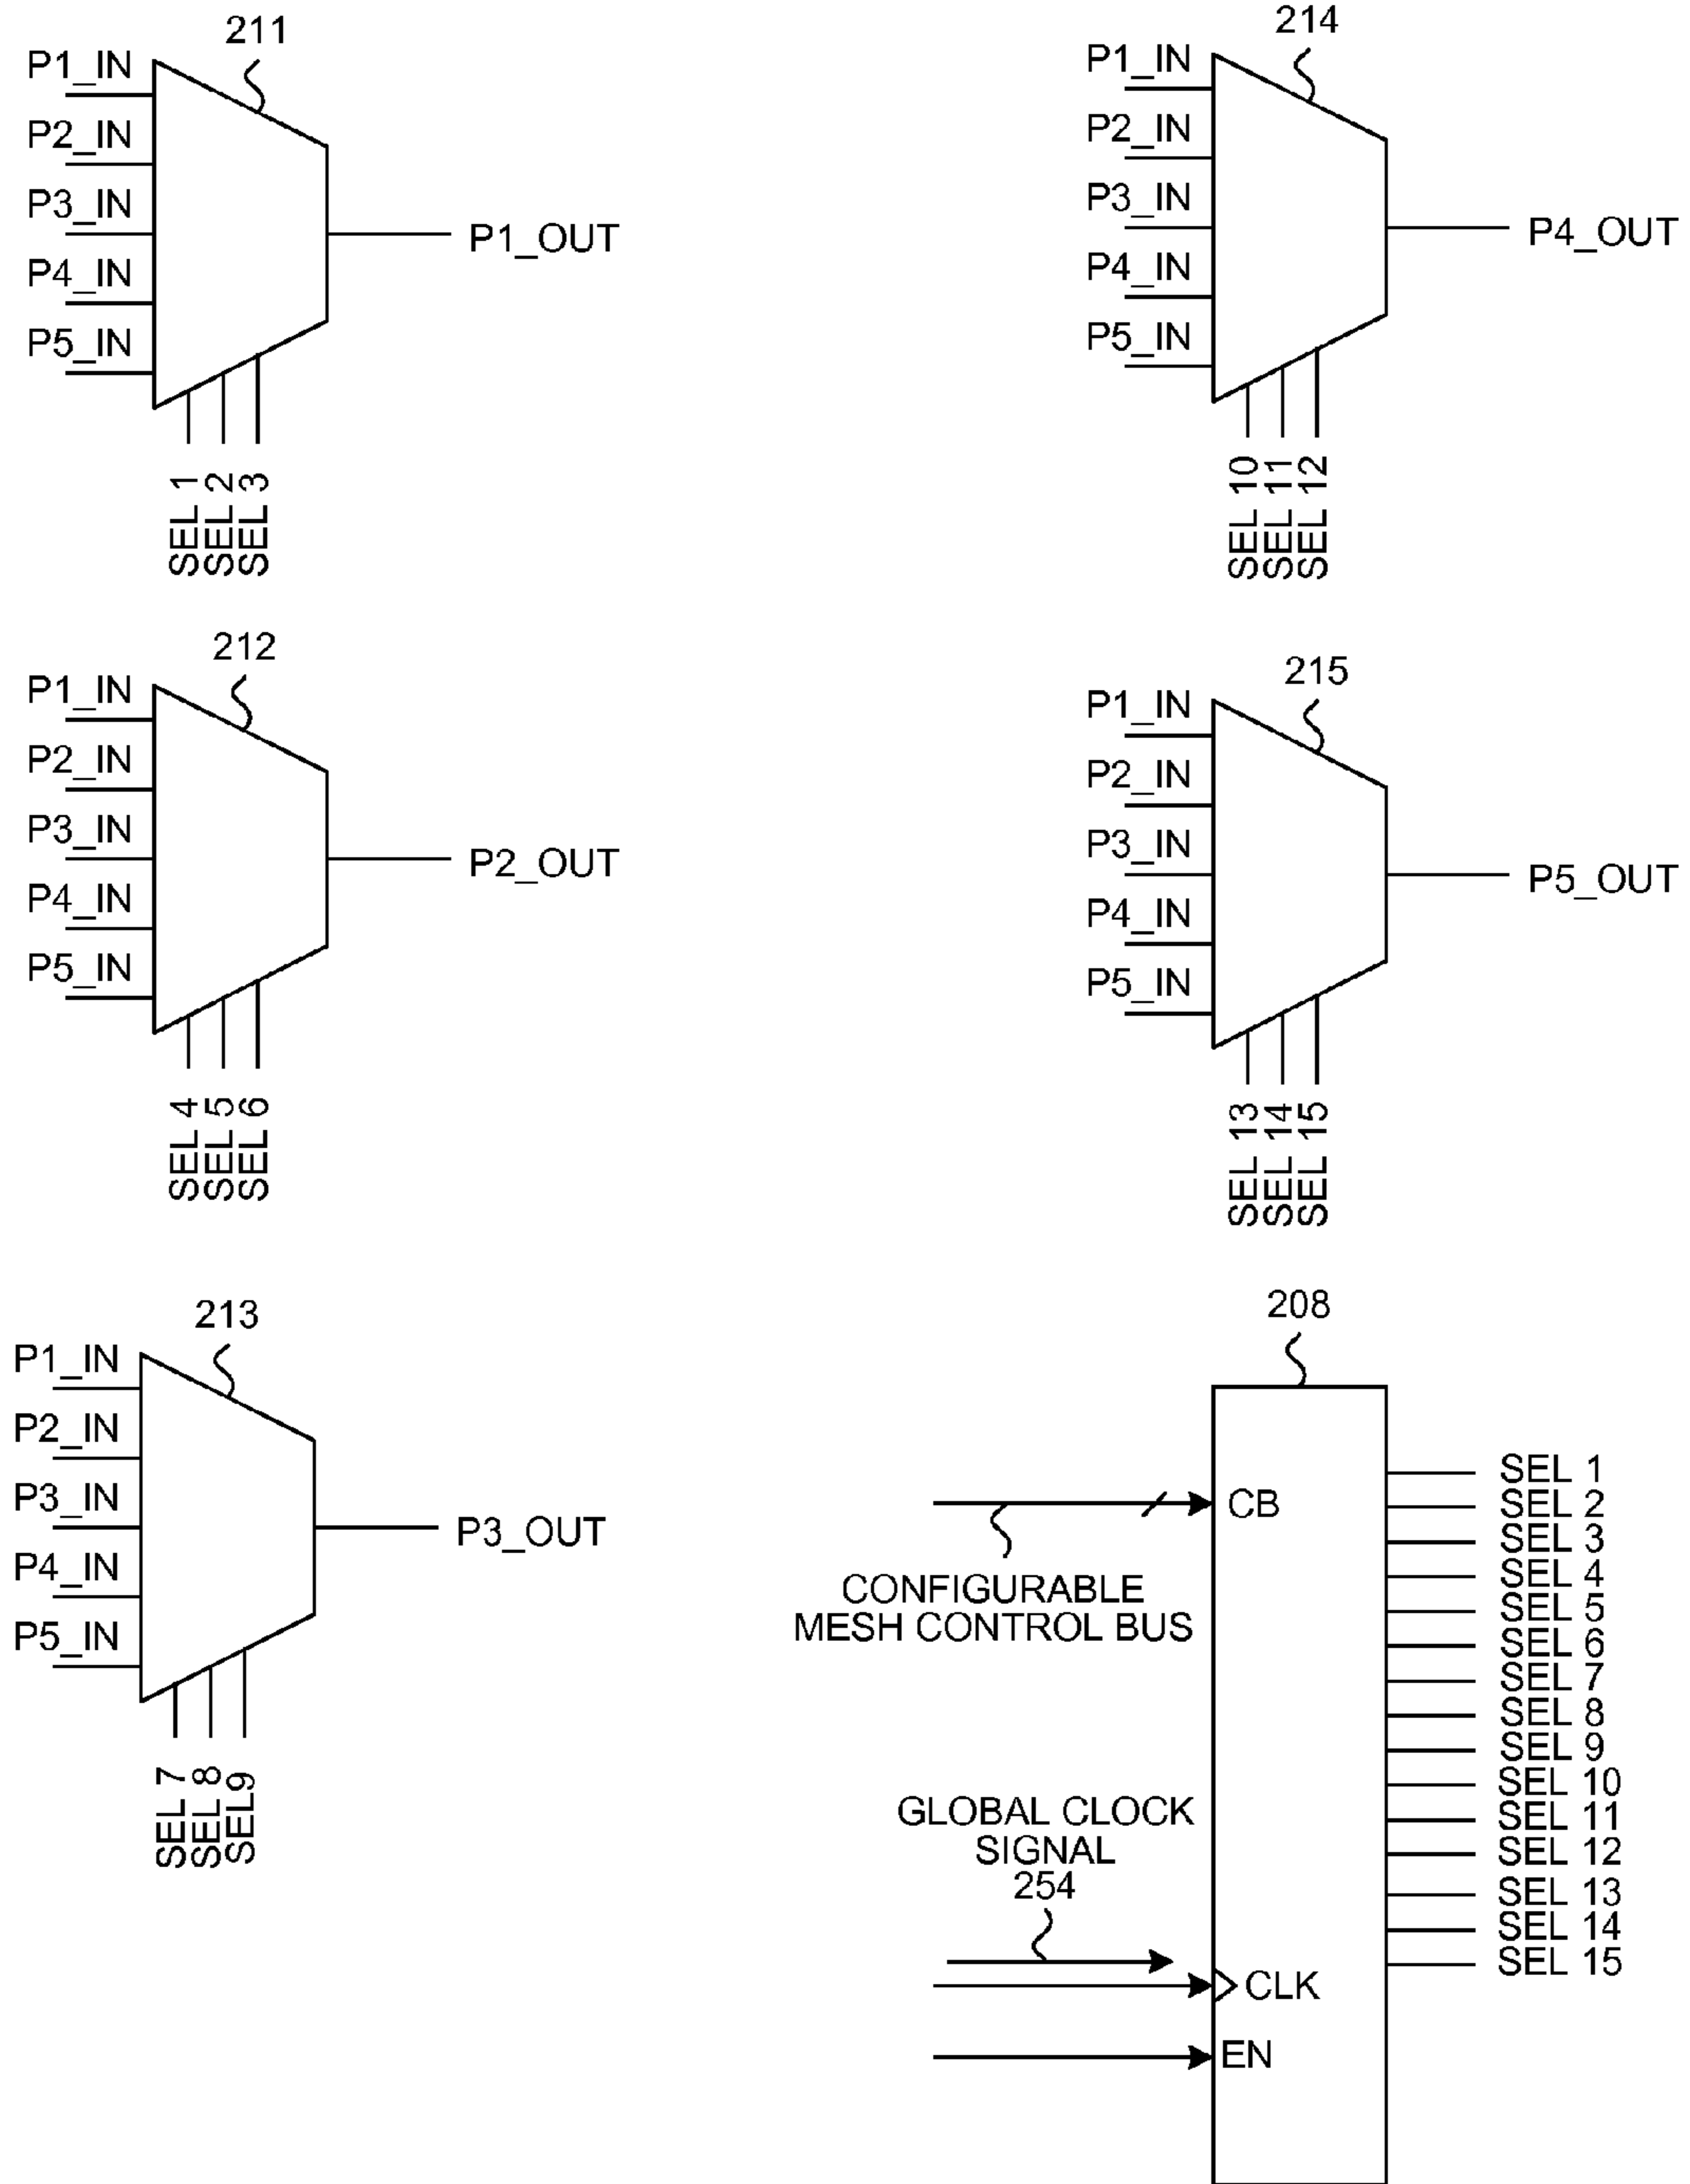 211
P1_IN
P2_IN
P3_IN
P4_IN
P5_IN
P1_OUT
SEL 1
SEL 2
SEL 3
214
P1_IN
P2_IN
P3_IN
P4_IN
P5_IN
P4_OUT
SEL 10
SEL 11
SEL 12
212
P1_IN
P2_IN
P3_IN
P4_IN
P5_IN
P2_OUT
SEL 4
SEL 5
SEL 6
215
P1_IN
P2_IN
P3_IN
P4_IN
P5_IN
P5_OUT
SEL 13
SEL 14
SEL 15
213
P1_IN
P2_IN
P3_IN
P4_IN
P5_IN
P3_OUT
SEL 7
SEL 8
SEL9
208
CB
CONFIGURABLE
MESH CONTROL BUS
GLOBAL CLOCK
SIGNAL
254
CLK
EN
SEL 1
SEL 2
SEL 3
SEL 4
SEL 5
SEL 6
SEL 7
SEL 8
SEL 9
SEL 10
SEL 11
SEL 12
SEL 13
SEL 14
SEL 15